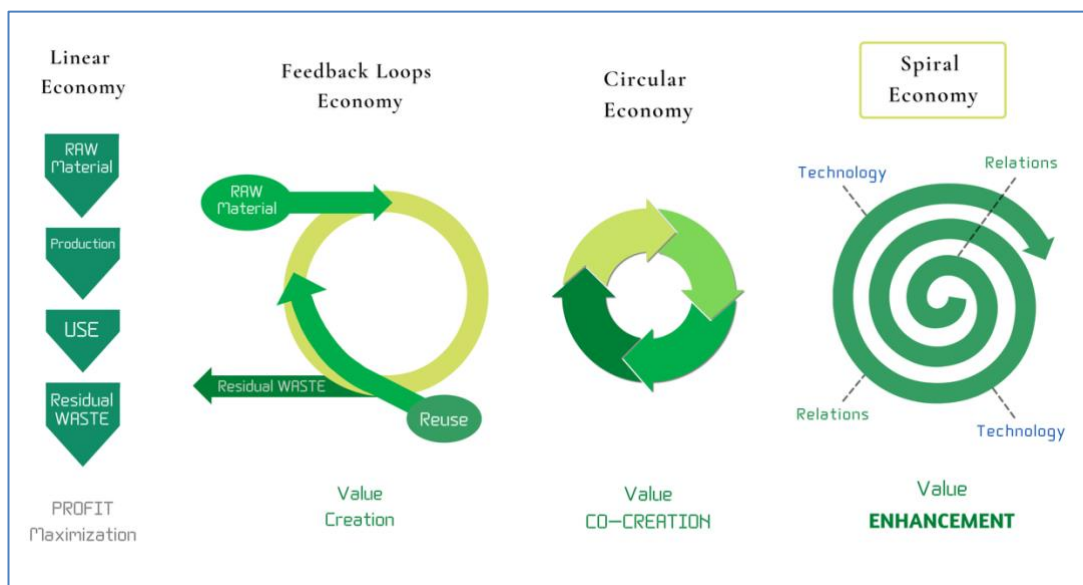 Linear
Economy
RAW
Material
Production
USE
Residual
WASTE
PROFIT
Maximization
Feedback Loops
Economy
RAW
Material
Residual WASTE
Reuse
Value
Creation
Circular
Economy
Value
CO-CREATION
Spiral
Economy
Technology
Relations
Relations
Technology
Value
ENHANCEMENT